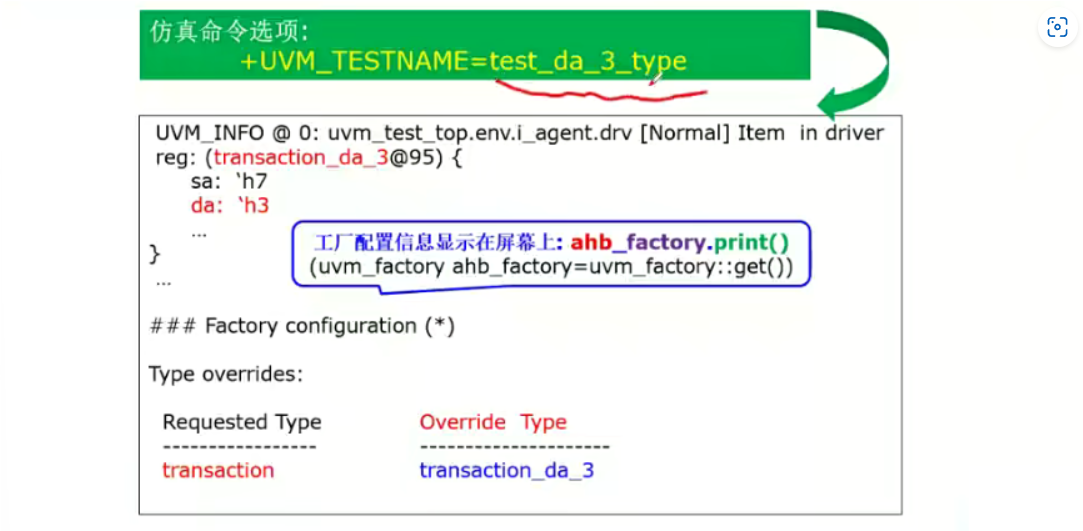 仿真命令选项:
+UVM_TESTNAME=test_da_3_type
UVM_INFO @ 0: uvm_test_top.env.i_agent.drv [Normal] Item in driver
reg: (transaction_da_3@95) {
sa: ‵h7
da: ‵h3
...
}
...
工厂配置信息显示在屏幕上: ahb_factory.print()
(uvm_factory ahb_factory=uvm_factory::get())
### Factory configuration (*)
Type overrides:
Requested Type Override Type
----------------- ---------------------
transaction transaction_da_3